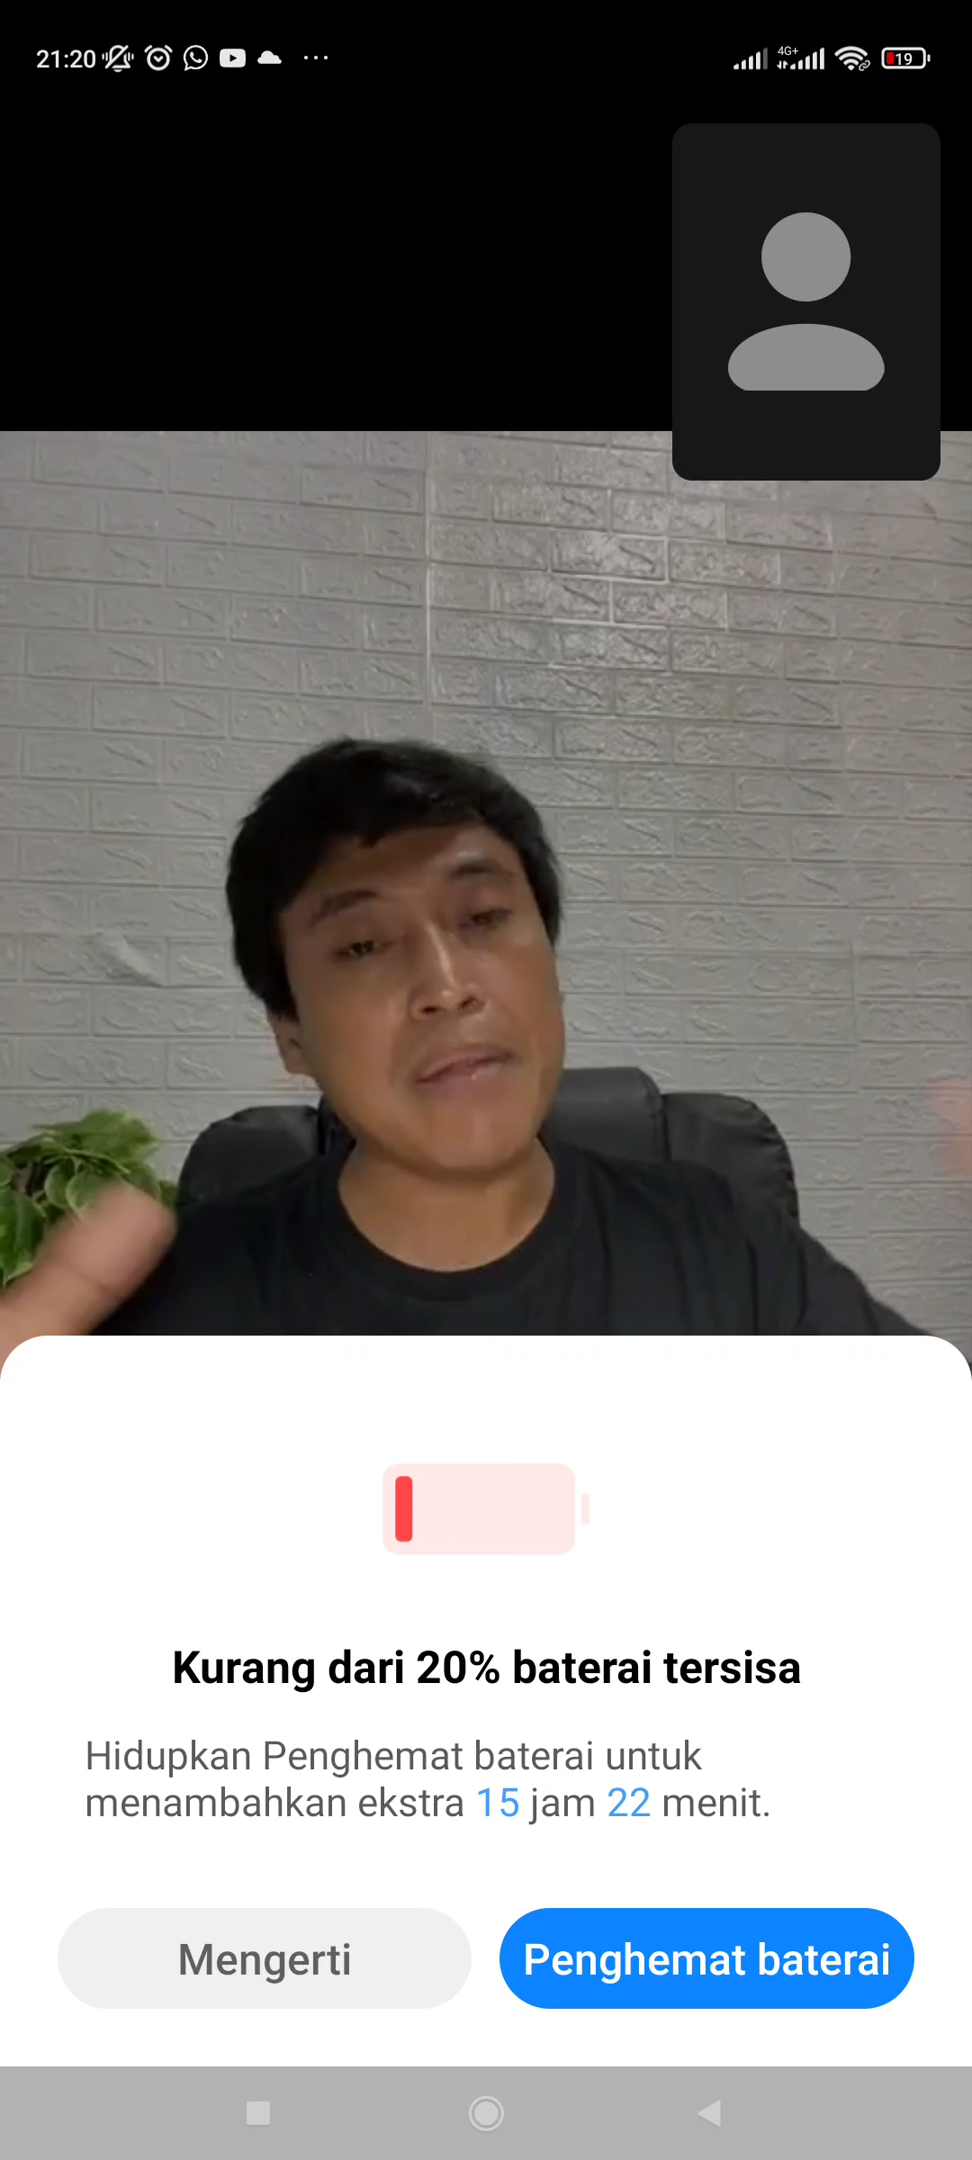 21:20 4G+ 19
Kurang dari 20% baterai tersisa
Hidupkan Penghemat baterai untuk
menambahkan ekstra 15 jam 22 menit.
Mengerti Penghemat baterai